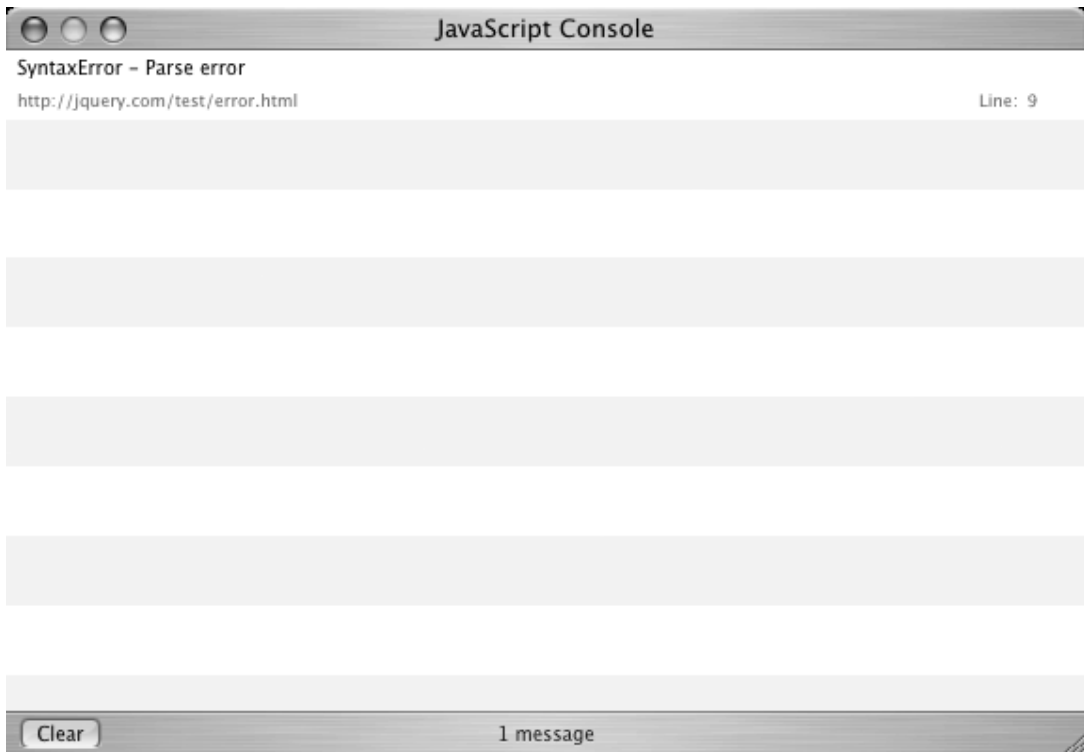 JavaScript Console
SyntaxError – Parse error
http://jquery.com/test/error.html Line: 9
Clear 1 message